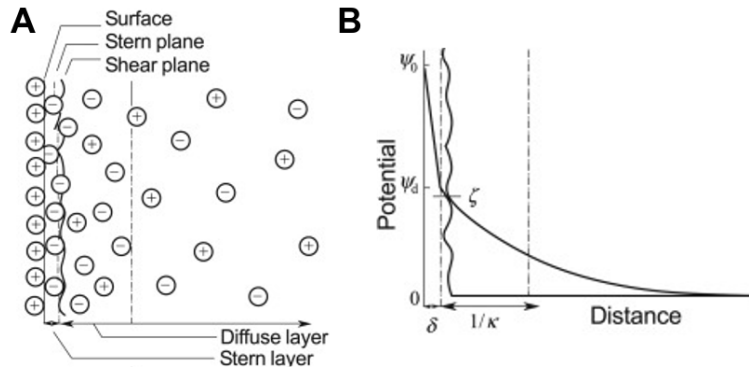 A
Surface
Stern plane
Shear plane
Diffuse layer
Stern layer
B
Potential
ψ0
ψd
ζ
0
δ
1/κ
Distance